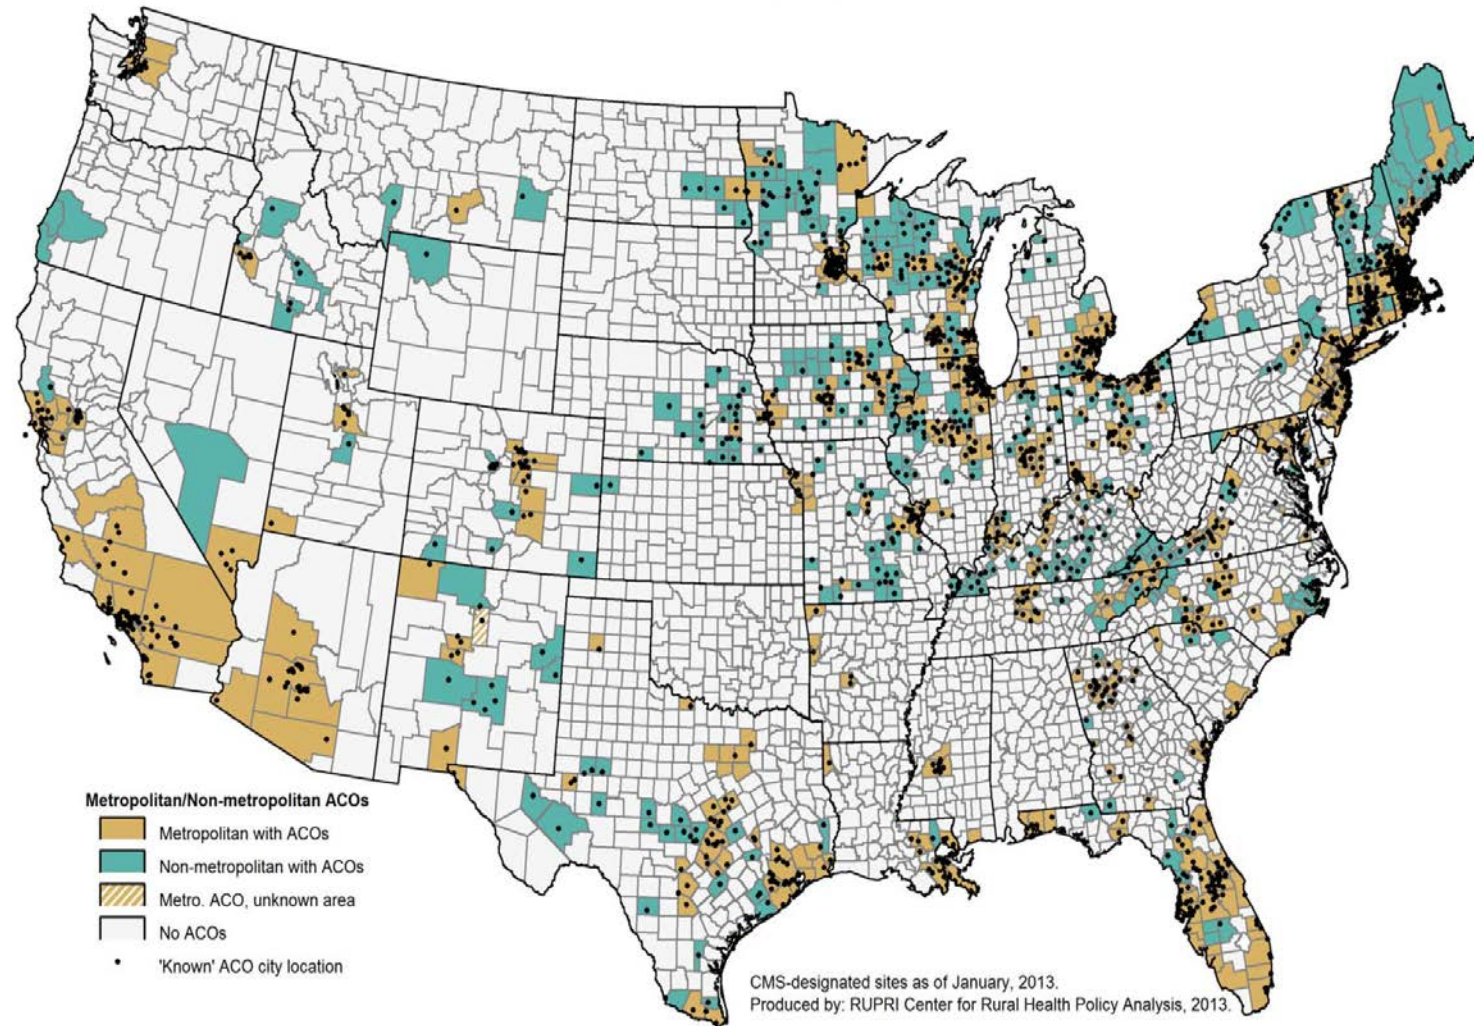 Metropolitan/Non-metropolitan ACOs
Metropolitan with ACOs
Non-metropolitan with ACOs
Metro. ACO, unknown area
No ACOs
'Known' ACO city location
CMS-designated sites as of January, 2013.
Produced by: RUPRI Center for Rural Health Policy Analysis, 2013.